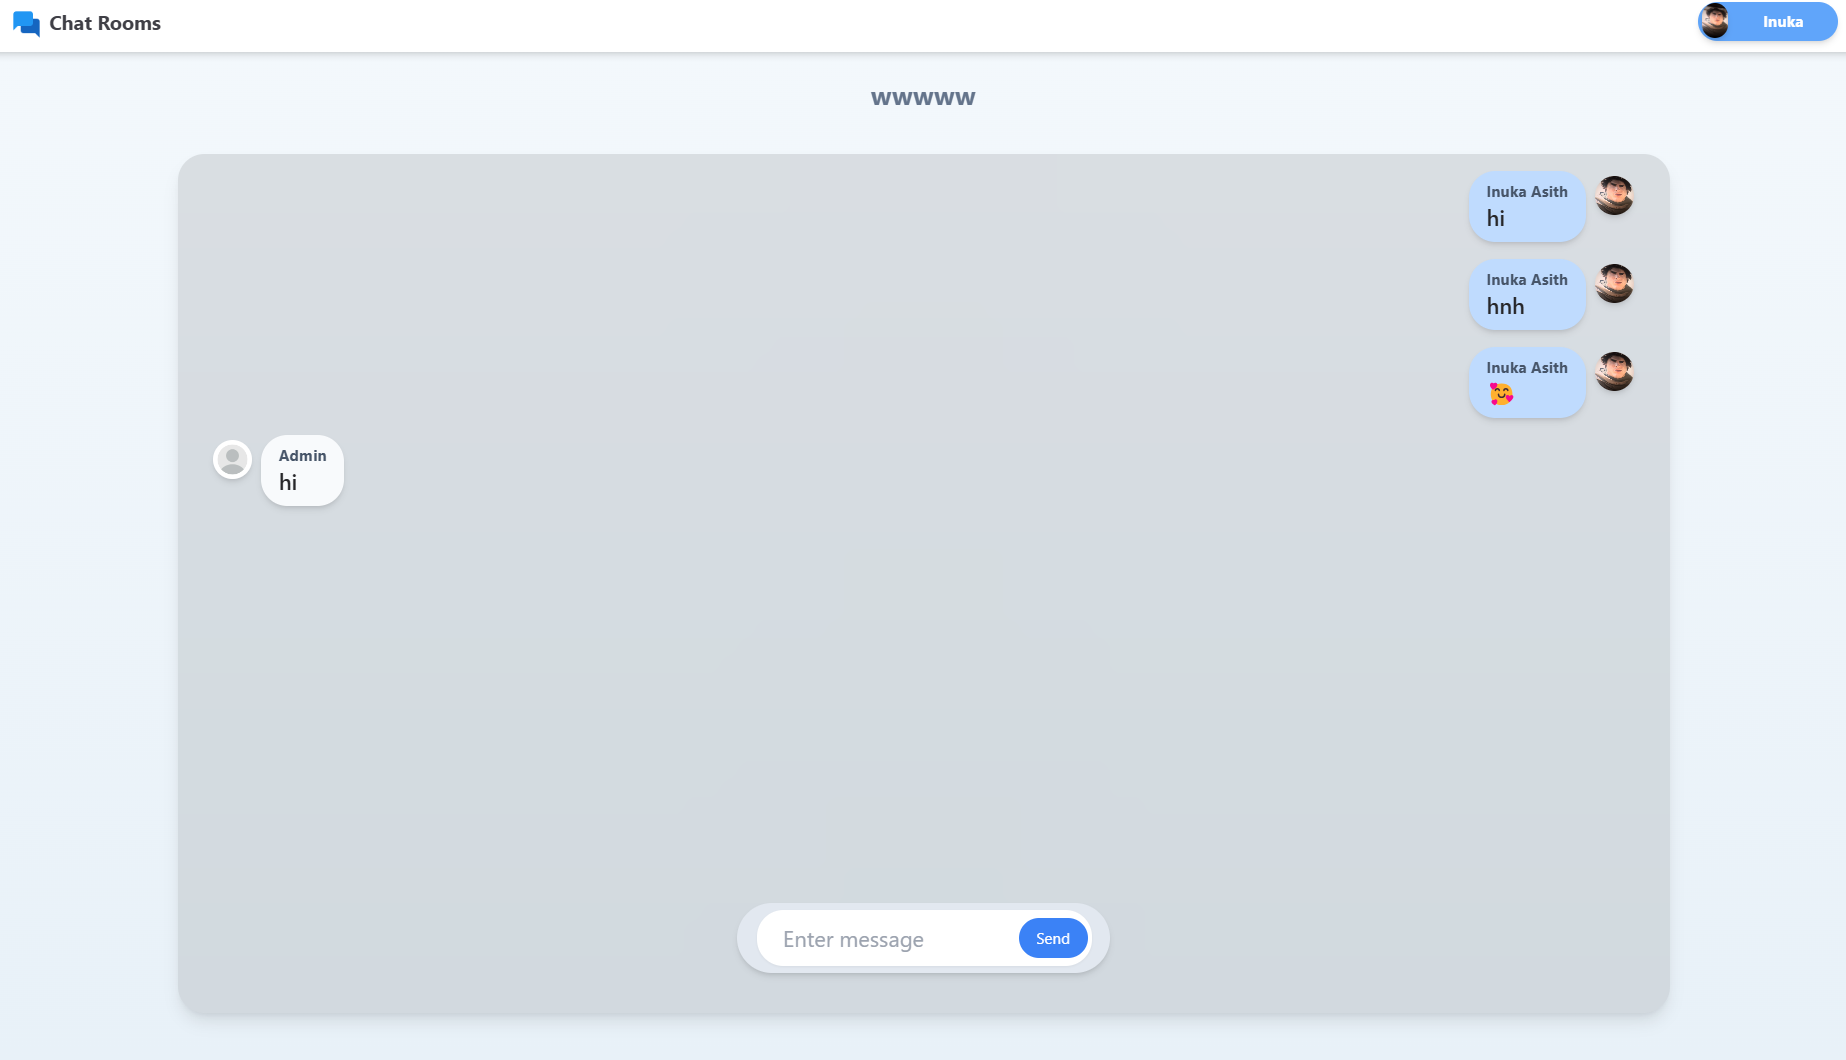 Chat Rooms
Inuka
wwwww
Inuka Asith
hi
Inuka Asith
hnh
Inuka Asith
🥰
Admin
hi
Enter message
Send